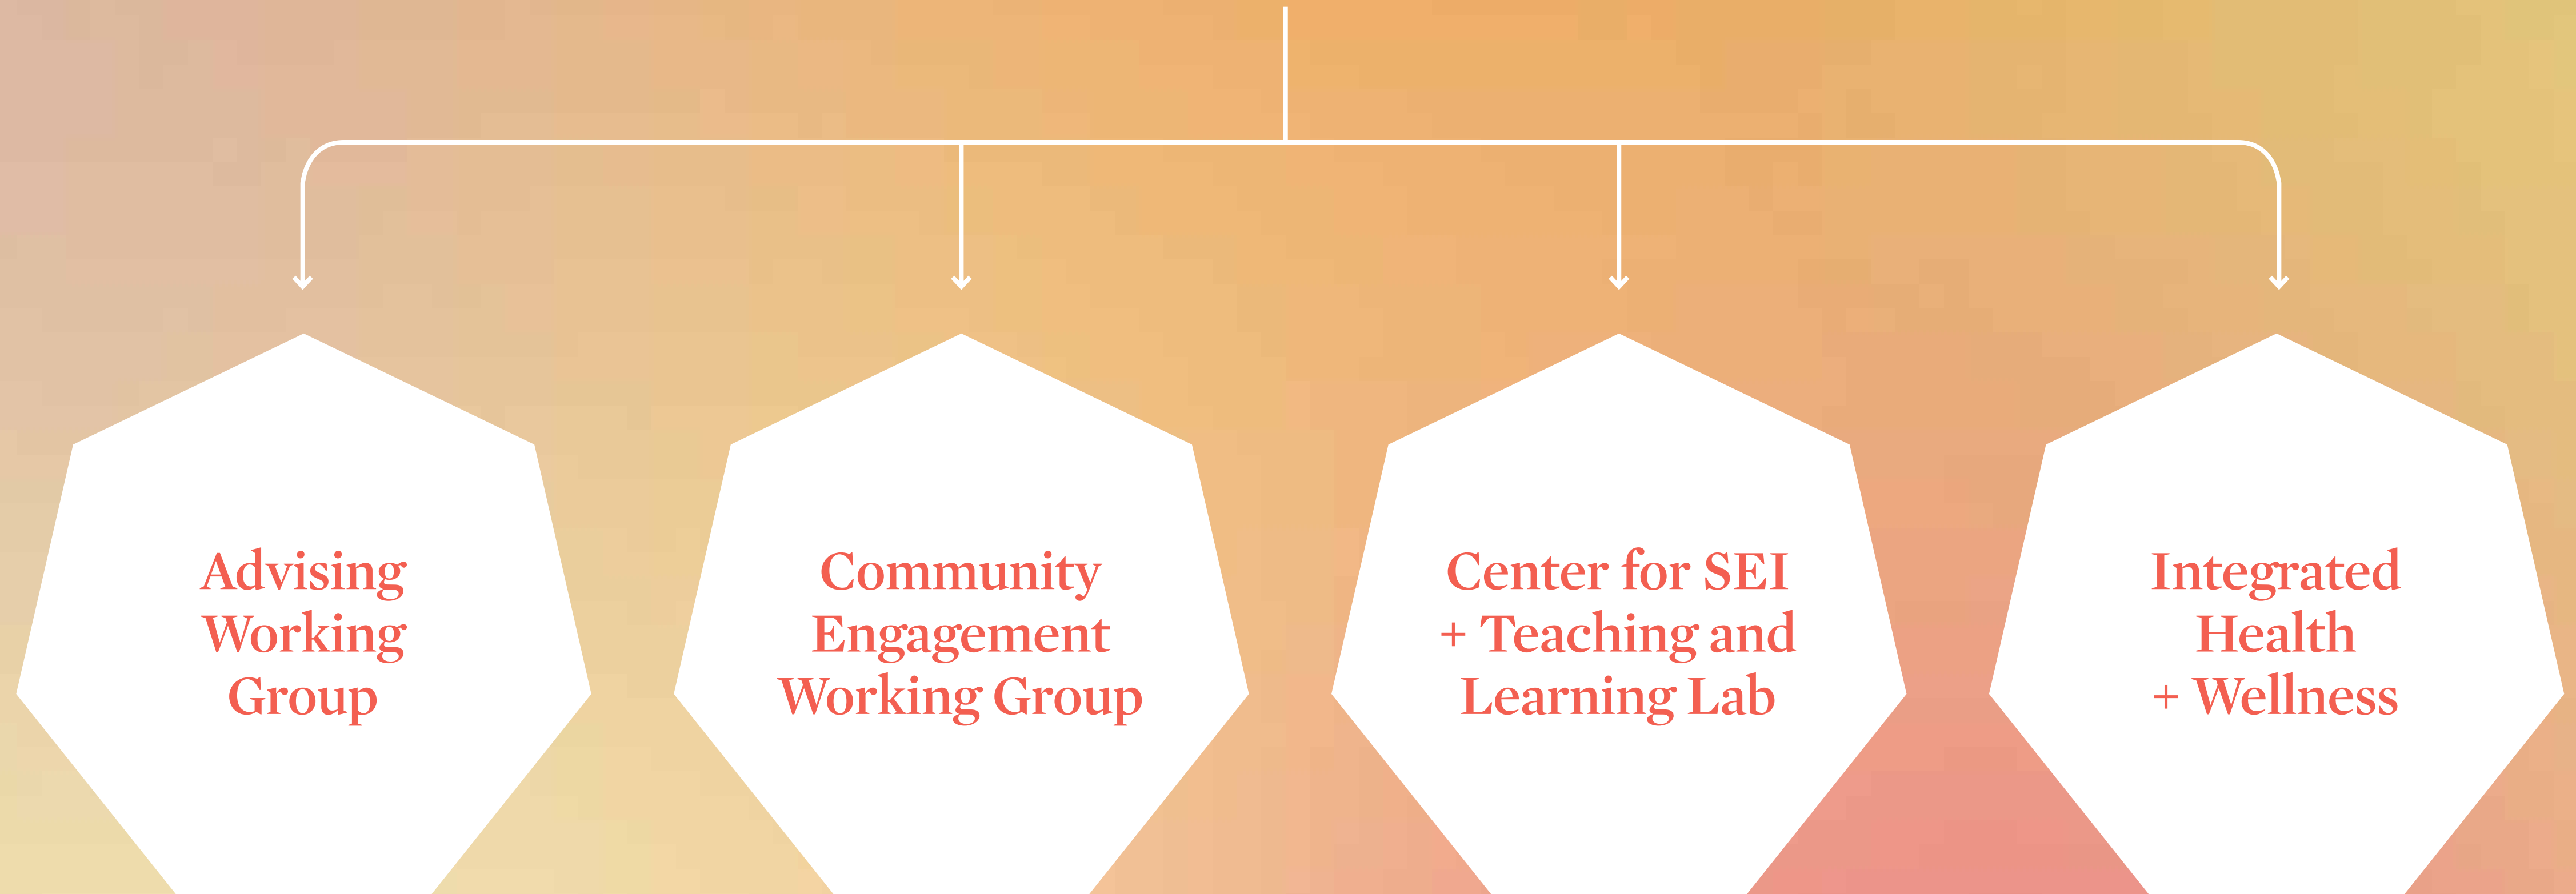 Advising
Working
Group
Community
Engagement
Working Group
Center for SEI
+ Teaching and
Learning Lab
Integrated
Health
+ Wellness